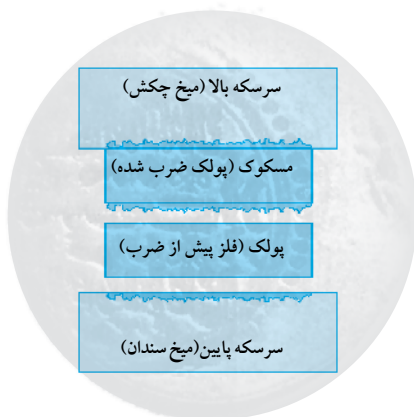 سرسکه بالا (میخ چکش)
مسکوک (پولک ضرب شده)
پولک (فلز پیش از ضرب)
سرسکه پایین(میخ سندان)